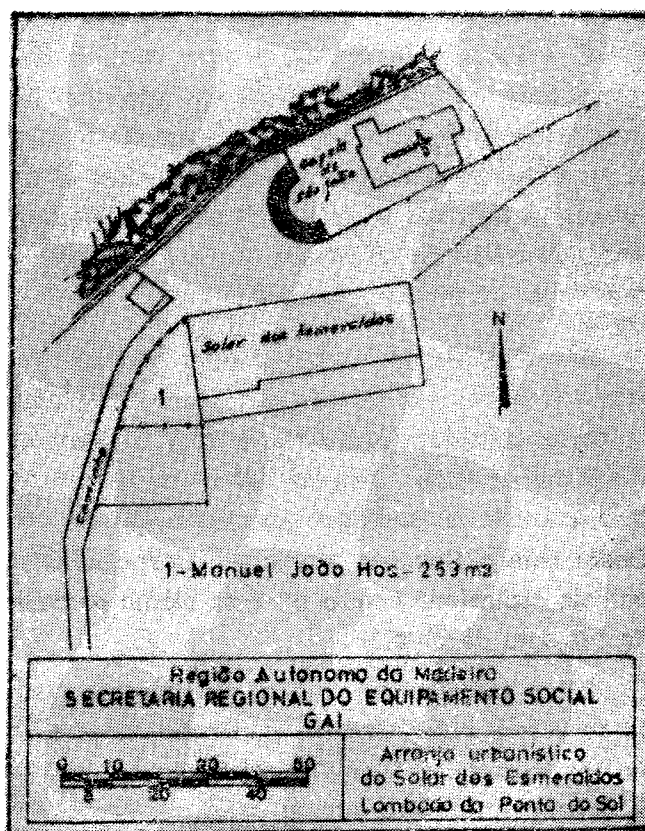 Capela
de
São João
Solar dos Esmeraldos
N
1
Caminho
1-Manuel João Hos-253m2
Região Autonoma da Madeira
SECRETARIA REGIONAL DO EQUIPAMENTO SOCIAL
GAI
0 10 30 50
5 20 40
Arranjo urbanistico
do Solar dos Esmeraldos
Lombada da Ponta do Sol